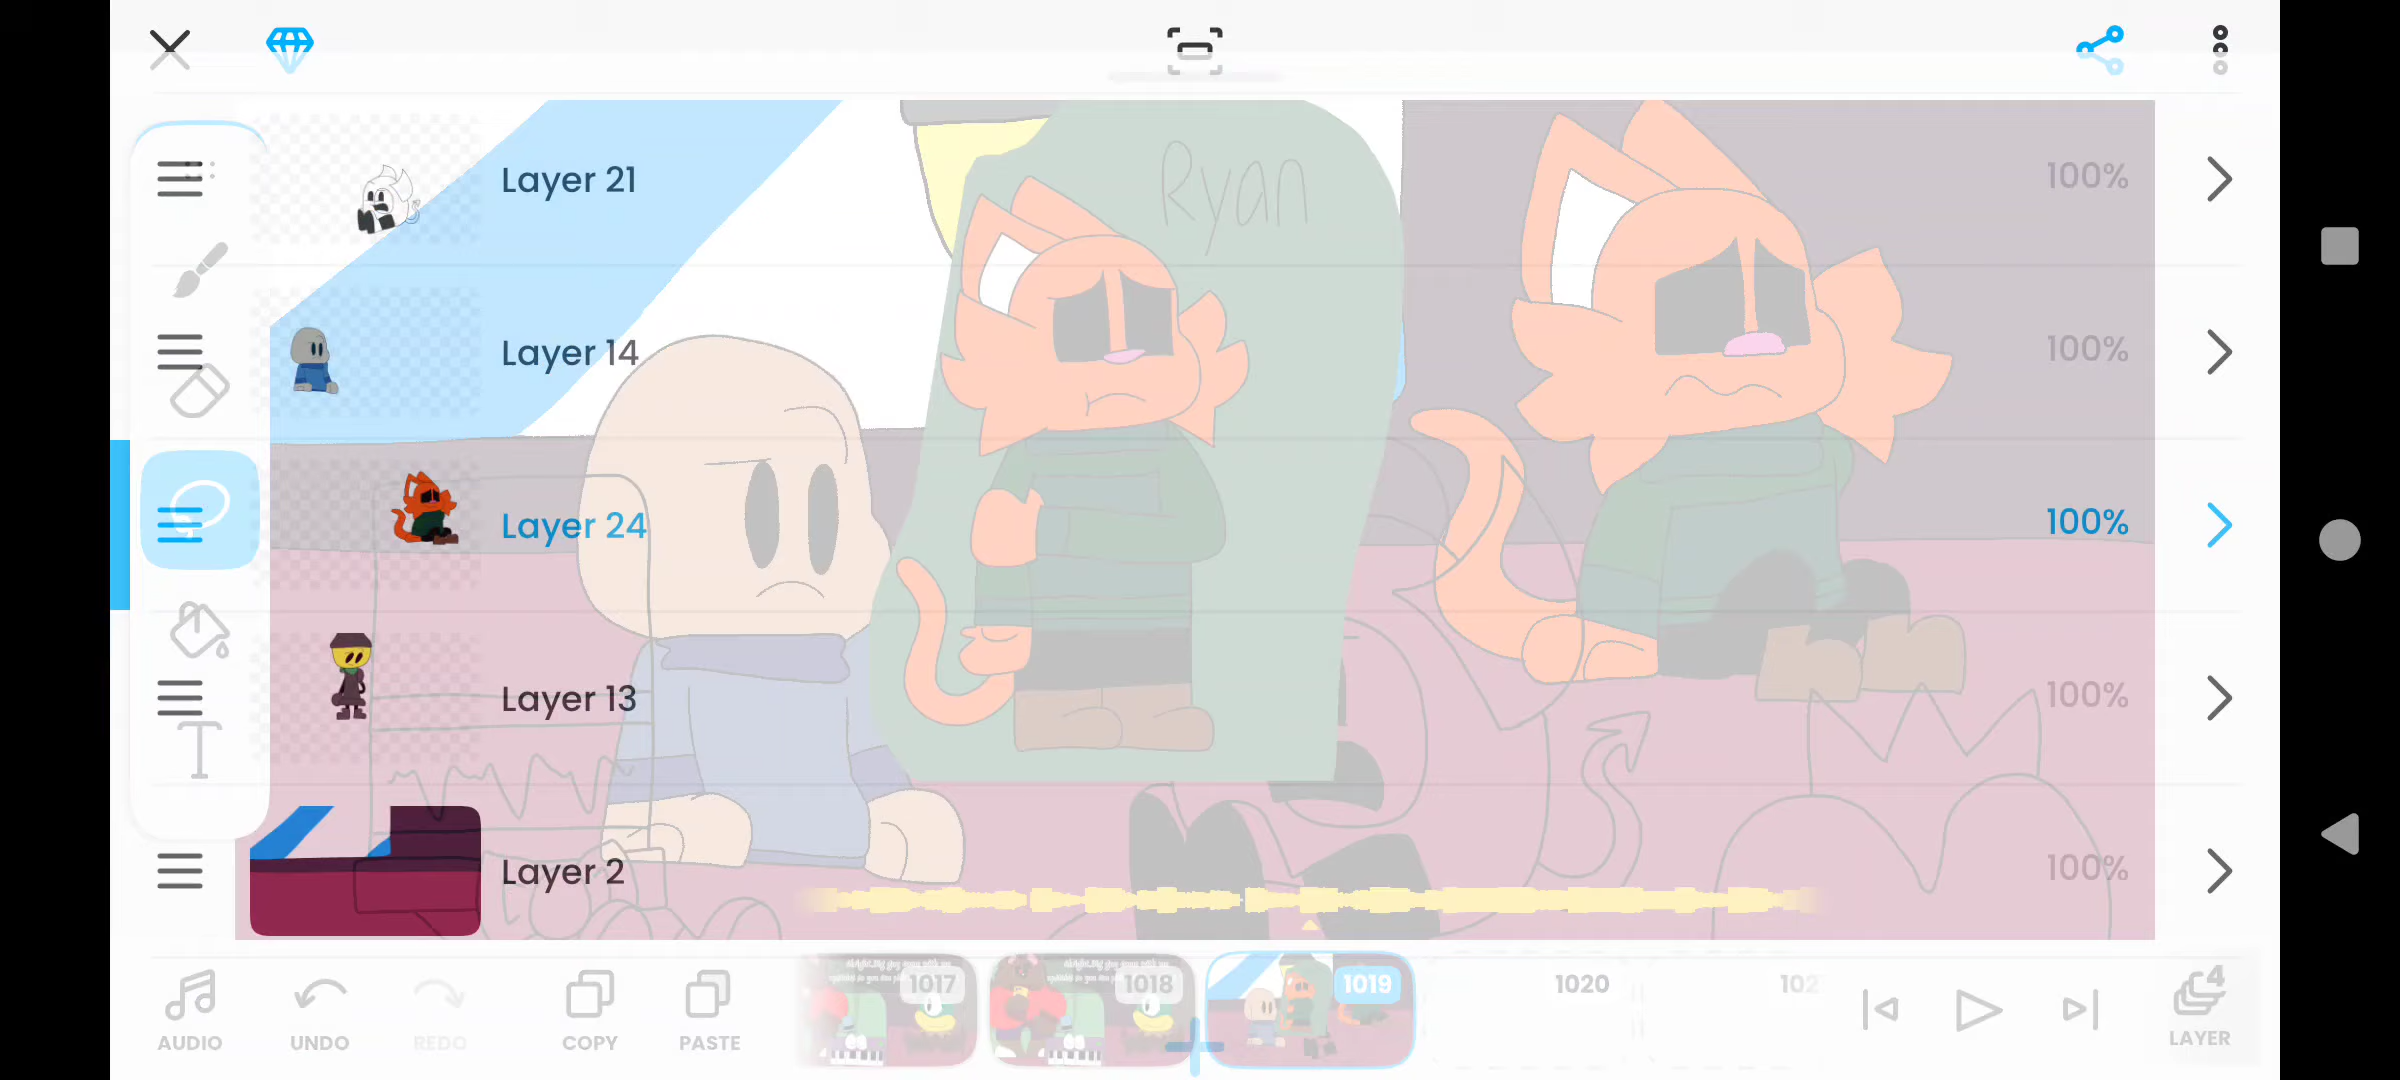 Ryan
Layer 21
100%
Layer 14
100%
Layer 24
100%
Layer 13
100%
Layer 2
100%
AUDIO
UNDO
REDO
COPY
PASTE
1017
1018
1019
1020
102
4
LAYER